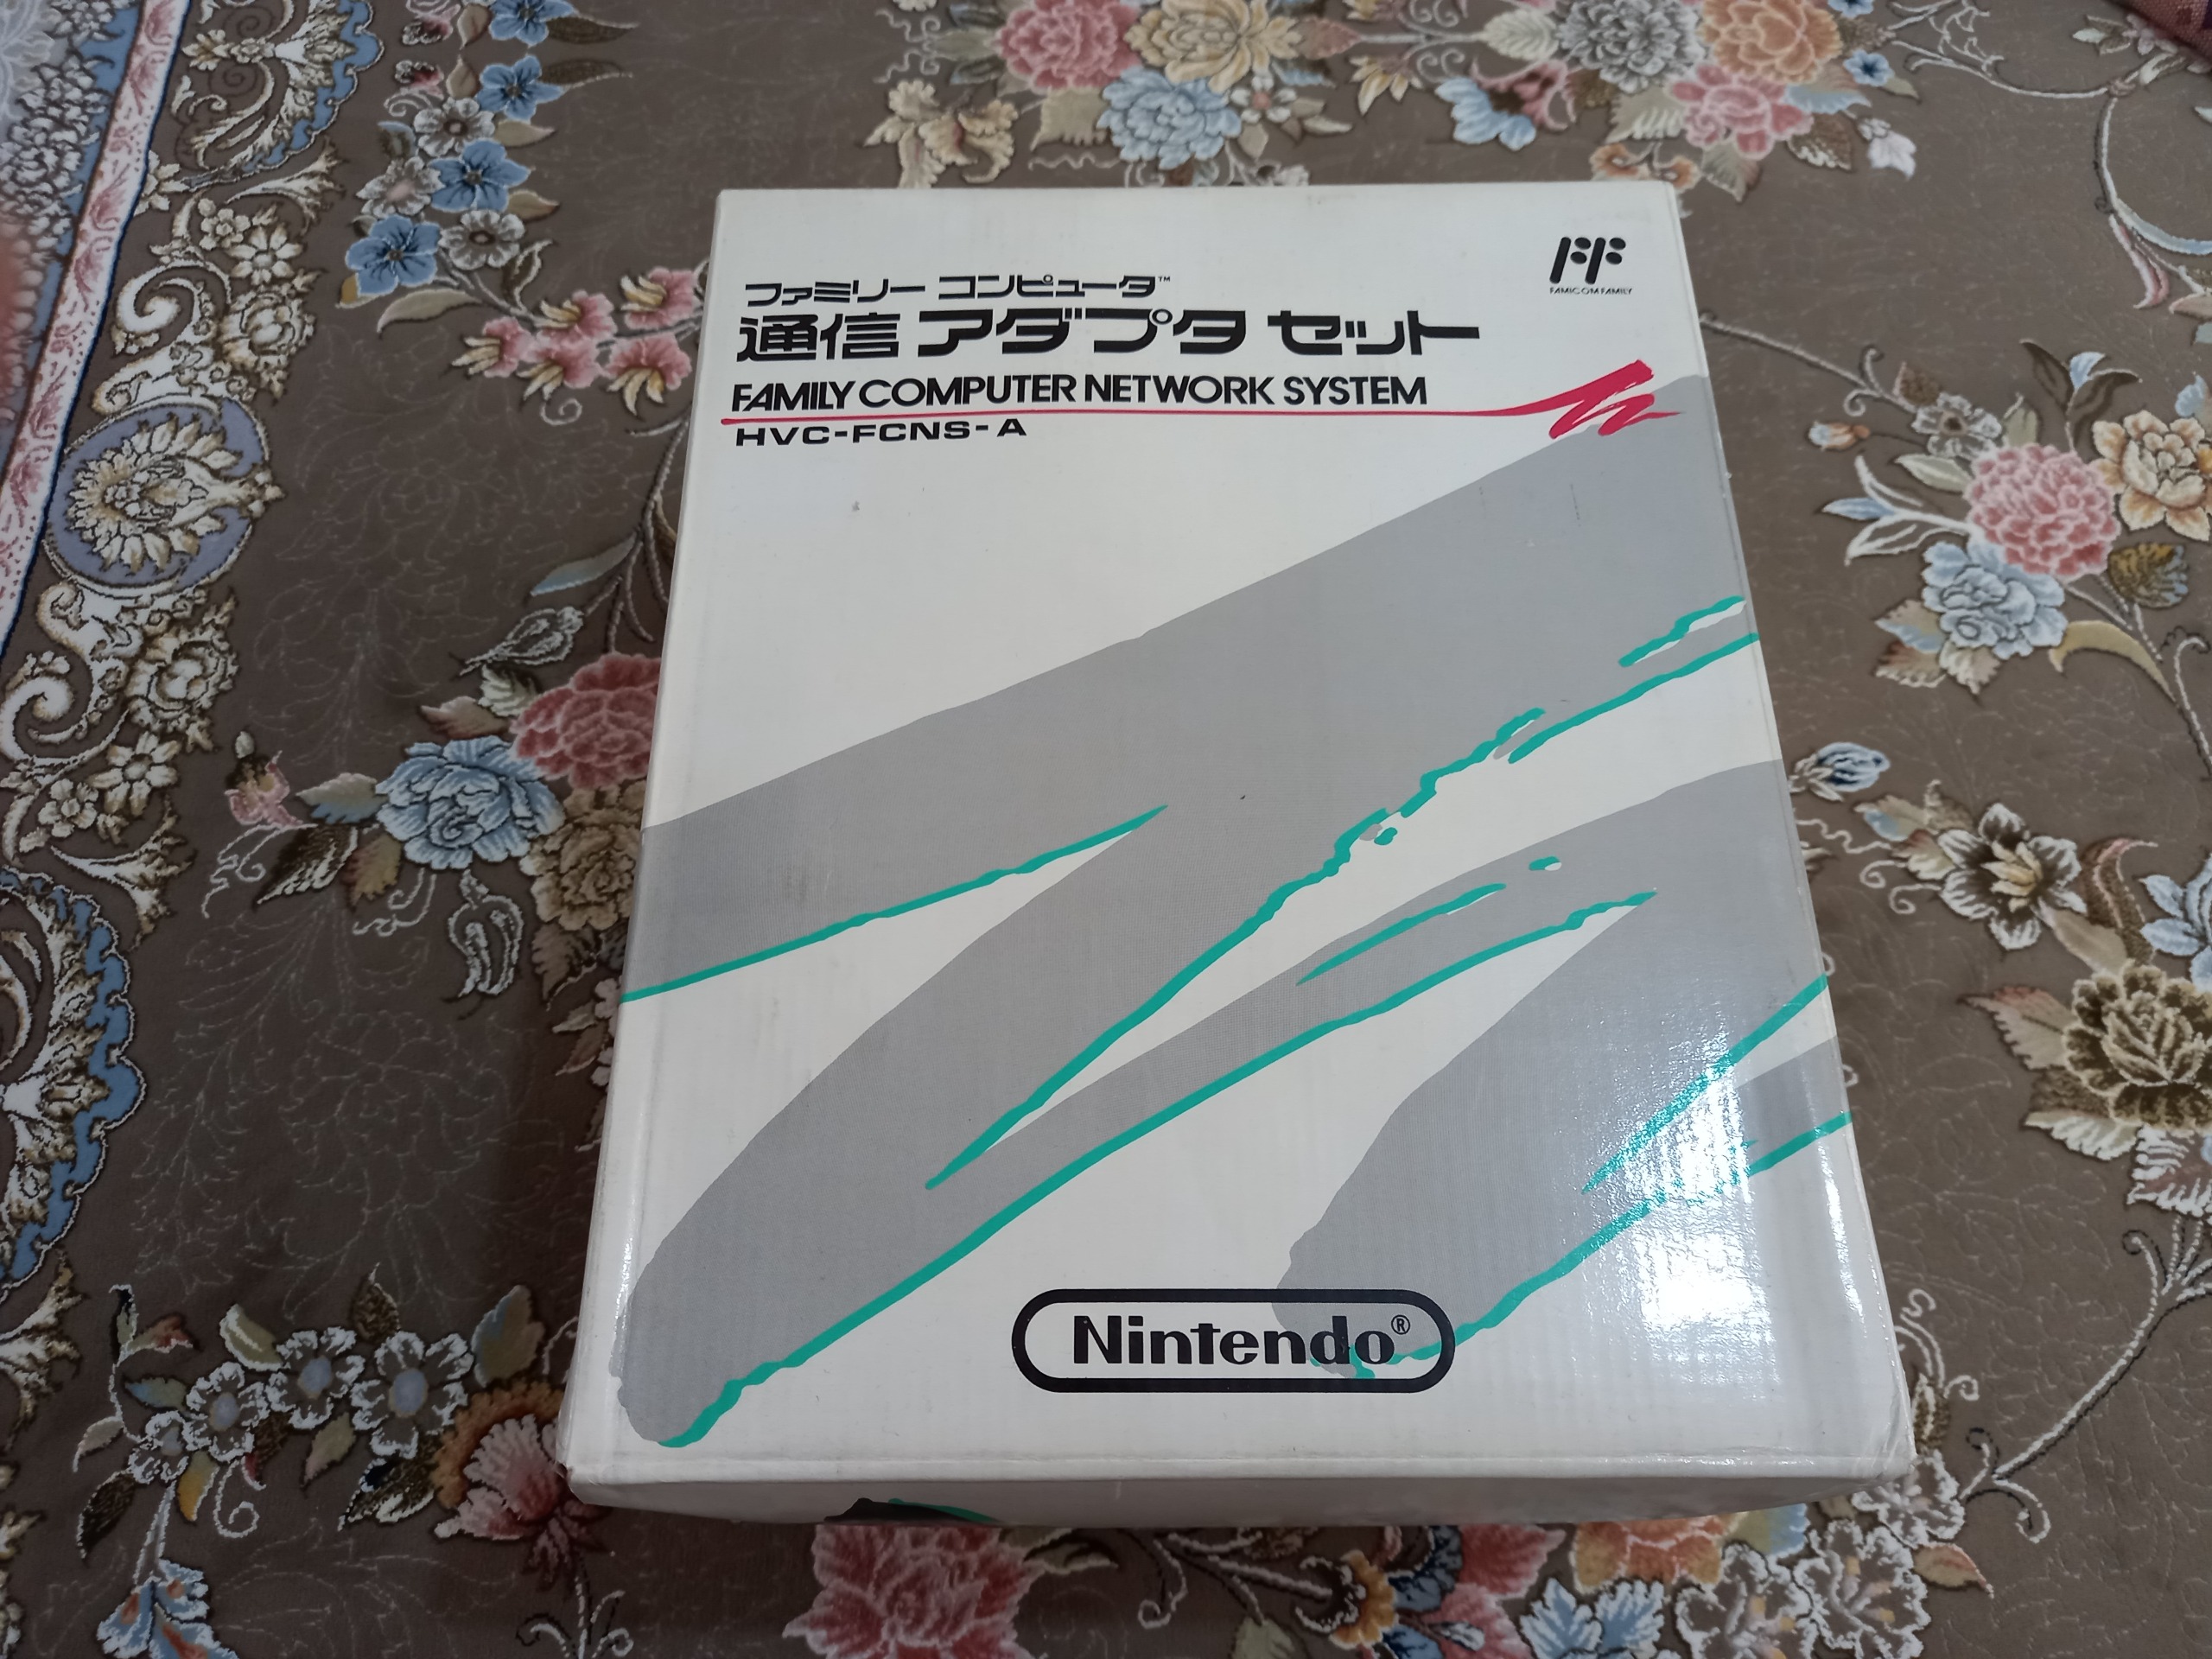 ファミリー コンピュータ™
通信 アダプタ セット
FAMILY COMPUTER NETWORK SYSTEM
HVC-FCNS-A
FAMICOM FAMILY
Nintendo®